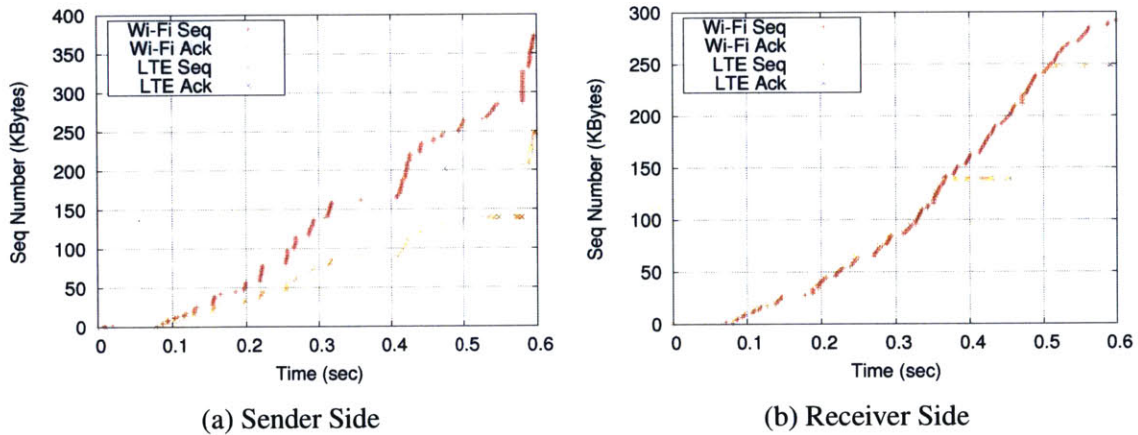 400
350
300
250
200
150
100
50
0
Seq Number (KBytes)
Wi-Fi Seq
Wi-Fi Ack
LTE Seq
LTE Ack
0 0.1 0.2 0.3 0.4 0.5 0.6
Time (sec)
(a) Sender Side
300
250
200
150
100
50
0
Seq Number (KBytes)
Wi-Fi Seq
Wi-Fi Ack
LTE Seq
LTE Ack
0 0.1 0.2 0.3 0.4 0.5 0.6
Time (sec)
(b) Receiver Side